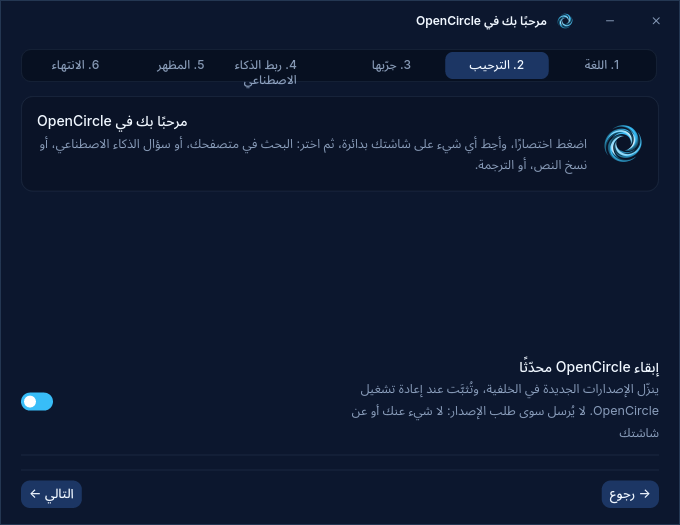 مرحبًا بك في OpenCircle
1. اللغة
2. الترحيب
3. جرّبها
4. ربط الذكاء
الاصطناعي
5. المظهر
6. الانتهاء
مرحبًا بك في OpenCircle
اضغط اختصارًا، وأحِط أي شيء على شاشتك بدائرة، ثم اختر: البحث في متصفحك، أو سؤال الذكاء الاصطناعي، أو
نسخ النص، أو الترجمة.
إبقاء OpenCircle محدّثًا
ينزّل الإصدارات الجديدة في الخلفية، وتُثبَّت عند إعادة تشغيل
OpenCircle. لا يُرسل سوى طلب الإصدار: لا شيء عنك أو عن
شاشتك
→ رجوع
التالي ←